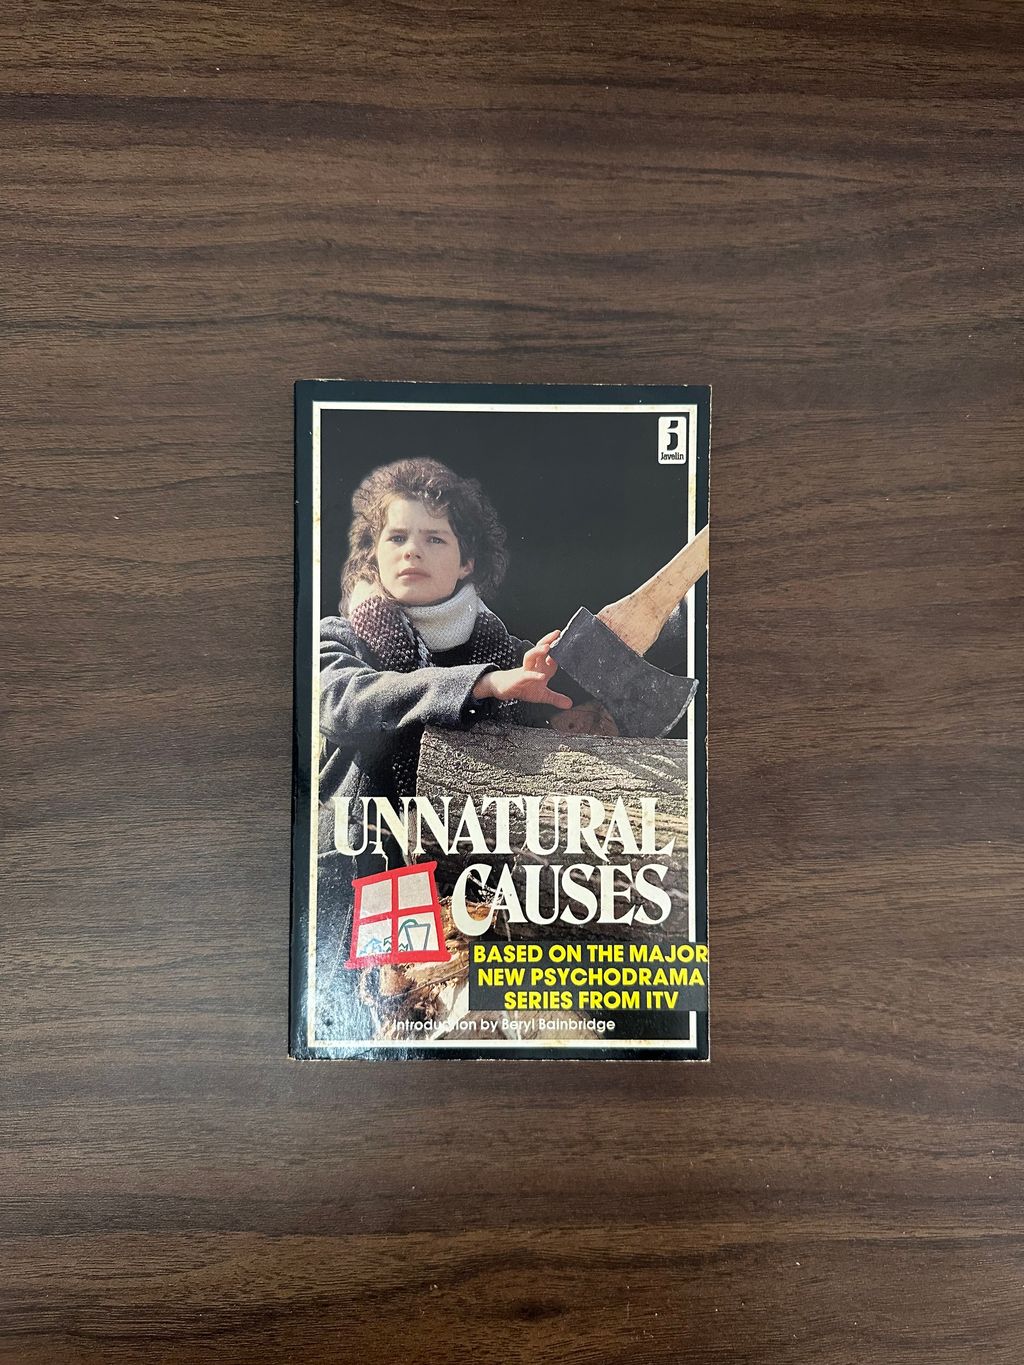 j
Javelin
UNNATURAL
CAUSES
BASED ON THE MAJOR
NEW PSYCHODRAMA
SERIES FROM ITV
Introduction by Beryl Bainbridge